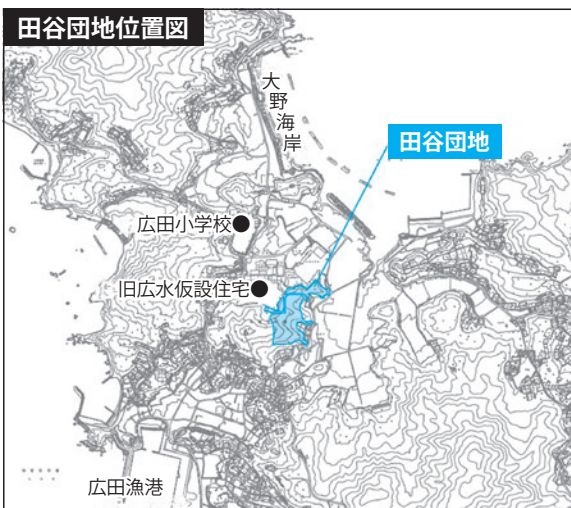 田谷団地位置図
大野海岸
田谷団地
広田小学校●
旧広水仮設住宅●
広田漁港